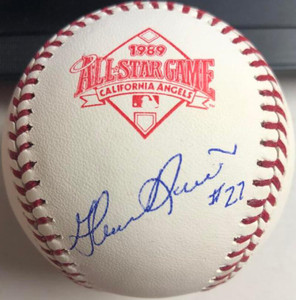 1989
ALL-STAR GAME
CALIFORNIA ANGELS
#27